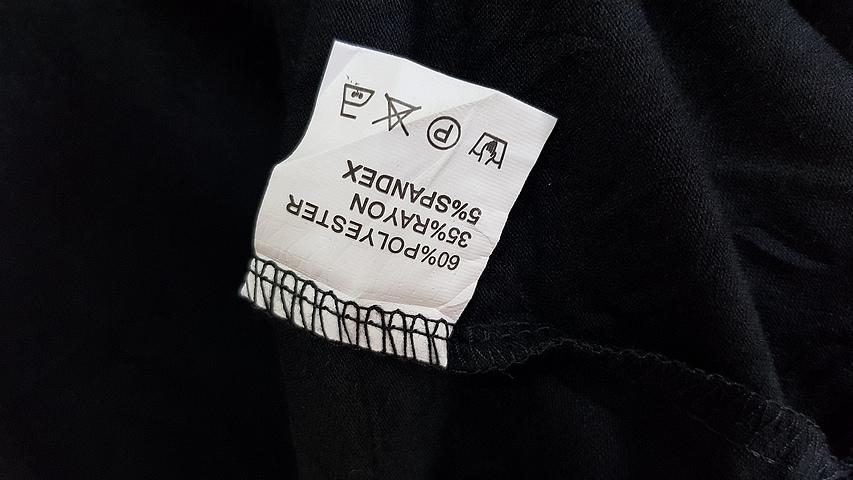 60%POLYESTER
35%RAYON
5%SPANDEX
P